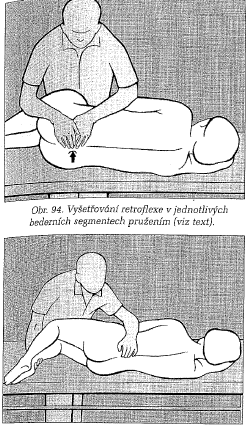 Obr. 94. Vyšetřování retroflexe v jednotlivých
bederních segmentech pružením (viz text).